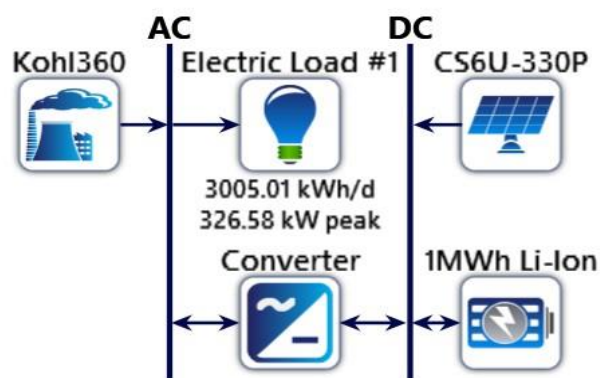 AC DC
Kohl360 Electric Load #1 CS6U-330P
3005.01 kWh/d
326.58 kW peak
Converter 1MWh Li-Ion